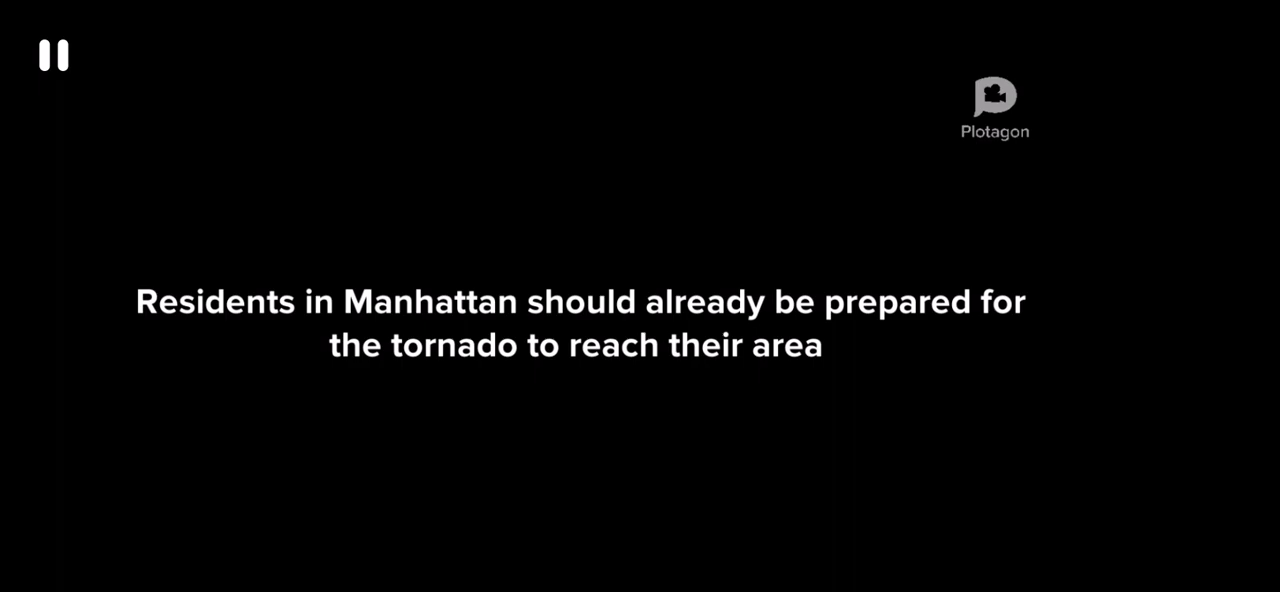 Plotagon
Residents in Manhattan should already be prepared for
the tornado to reach their area